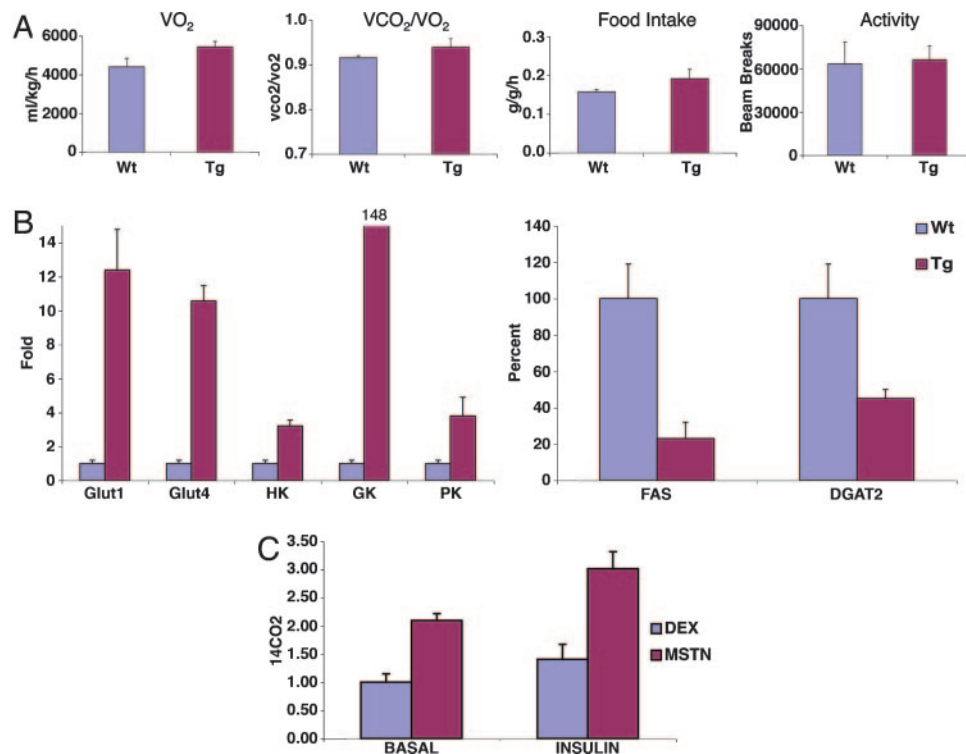 A
VO2
ml/kg/h
6000
4000
2000
0
Wt
Tg
VCO2/VO2
vco2/vo2
1.0
0.9
0.8
0.7
Wt
Tg
Food Intake
g/g/h
0.3
0.2
0.1
0.0
Wt
Tg
Activity
Beam Breaks
90000
60000
30000
0
Wt
Tg
B
Fold
14
12
10
8
6
4
2
0
148
Glut1
Glut4
HK
GK
PK
Percent
140
120
100
80
60
40
20
0
FAS
DGAT2
Wt
Tg
C
14CO2
3.50
3.00
2.50
2.00
1.50
1.00
0.50
0.00
BASAL
INSULIN
DEX
MSTN